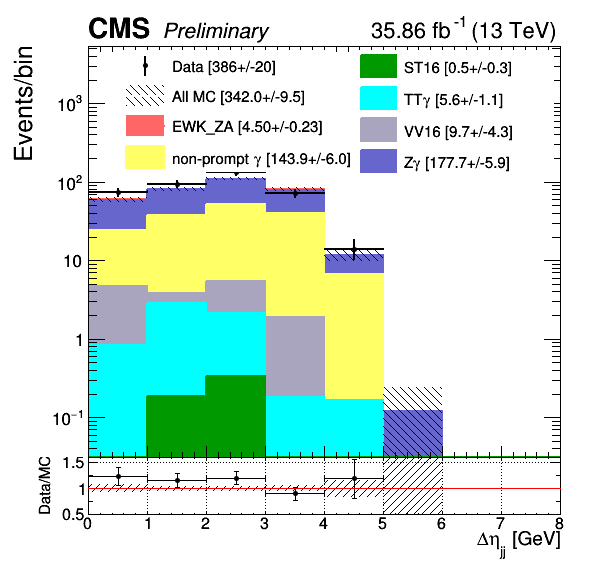 CMS Preliminary 35.86 fb⁻¹ (13 TeV)
Events/bin
Data [386+/-20]
All MC [342.0+/-9.5]
EWK_ZA [4.50+/-0.23]
non-prompt γ [143.9+/-6.0]
ST16 [0.5+/-0.3]
TTγ [5.6+/-1.1]
VV16 [9.7+/-4.3]
Zγ [177.7+/-5.9]
10³
10²
10
1
10⁻¹
Data/MC
1.5
1
0.5
0 1 2 3 4 5 6 7 8
Δηjj [GeV]